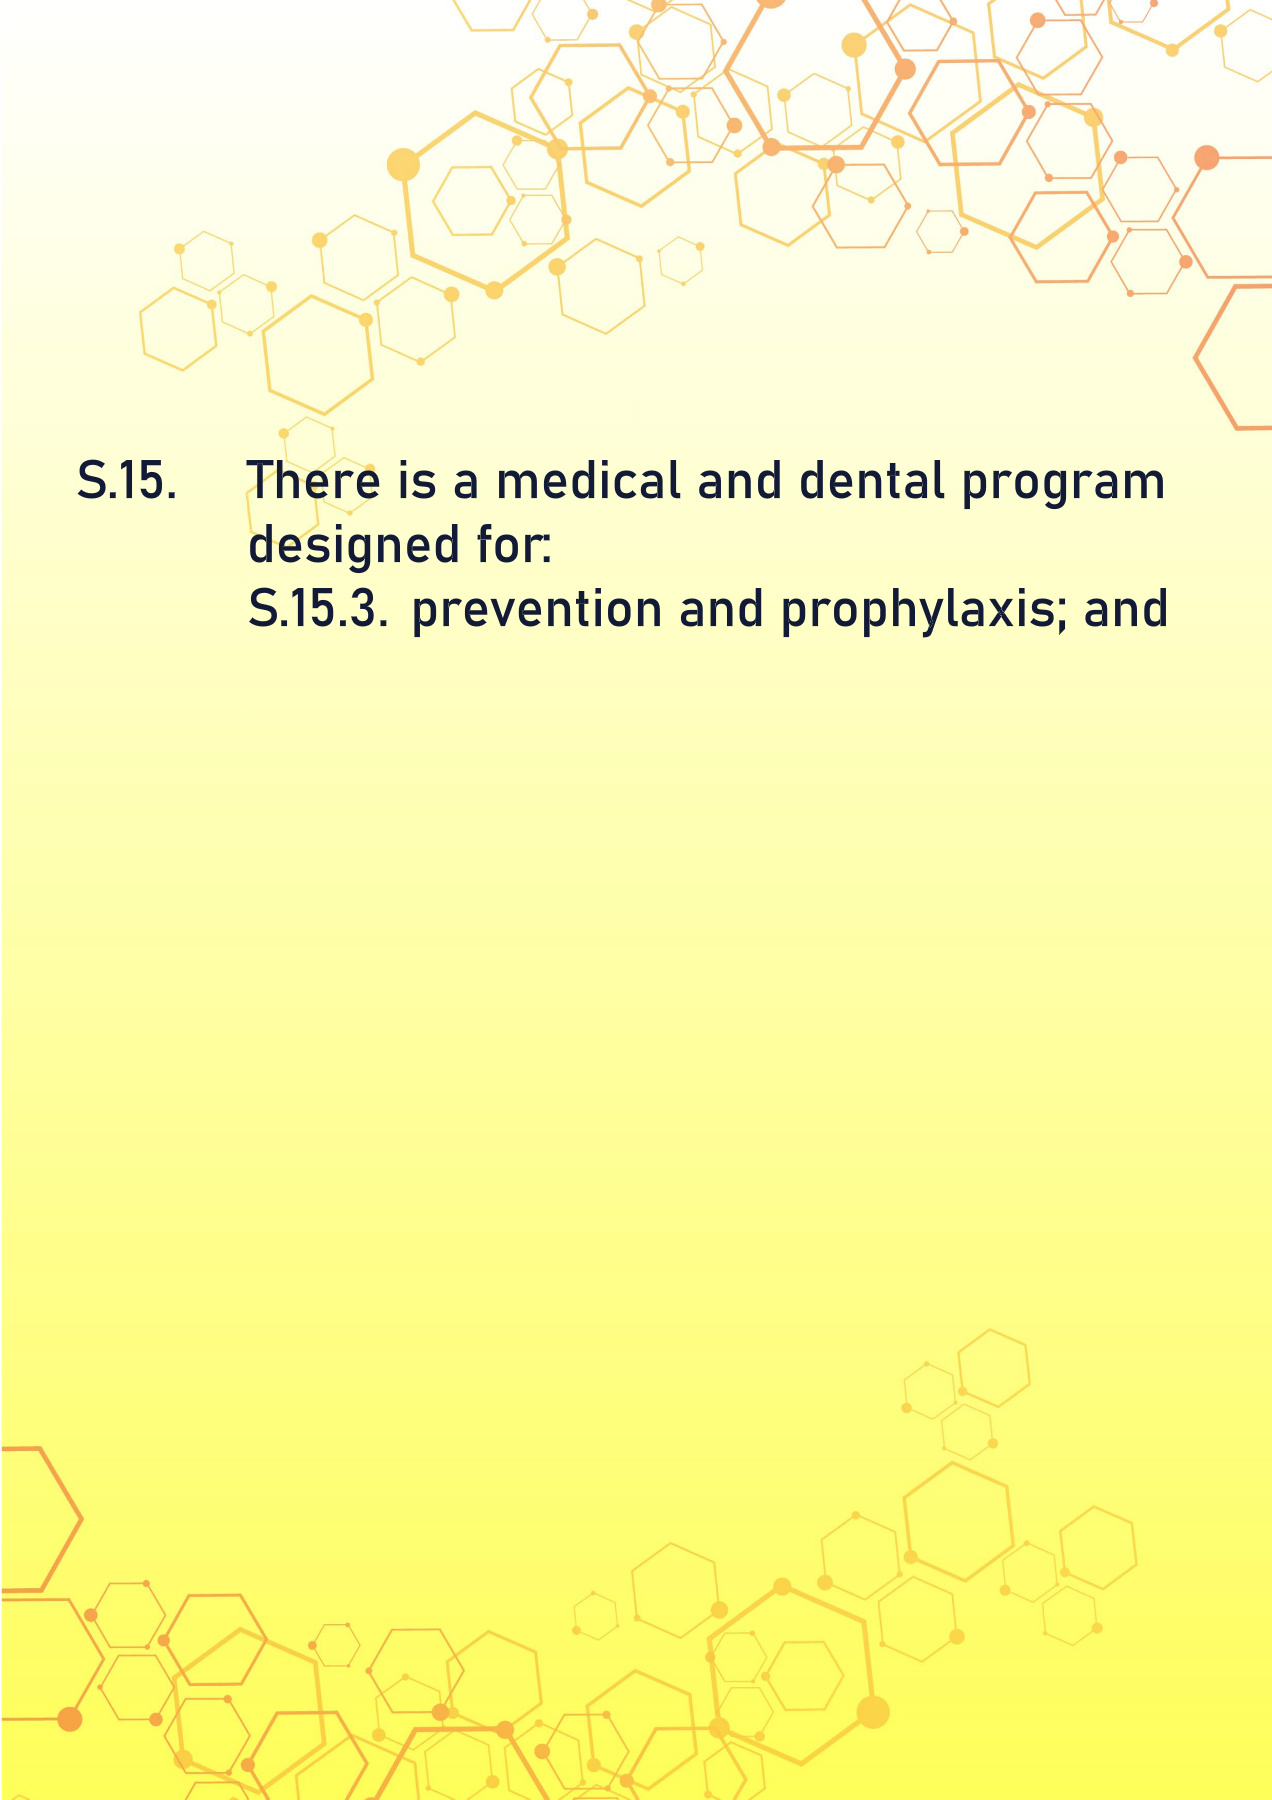 S.15. There is a medical and dental program
designed for:
S.15.3. prevention and prophylaxis; and